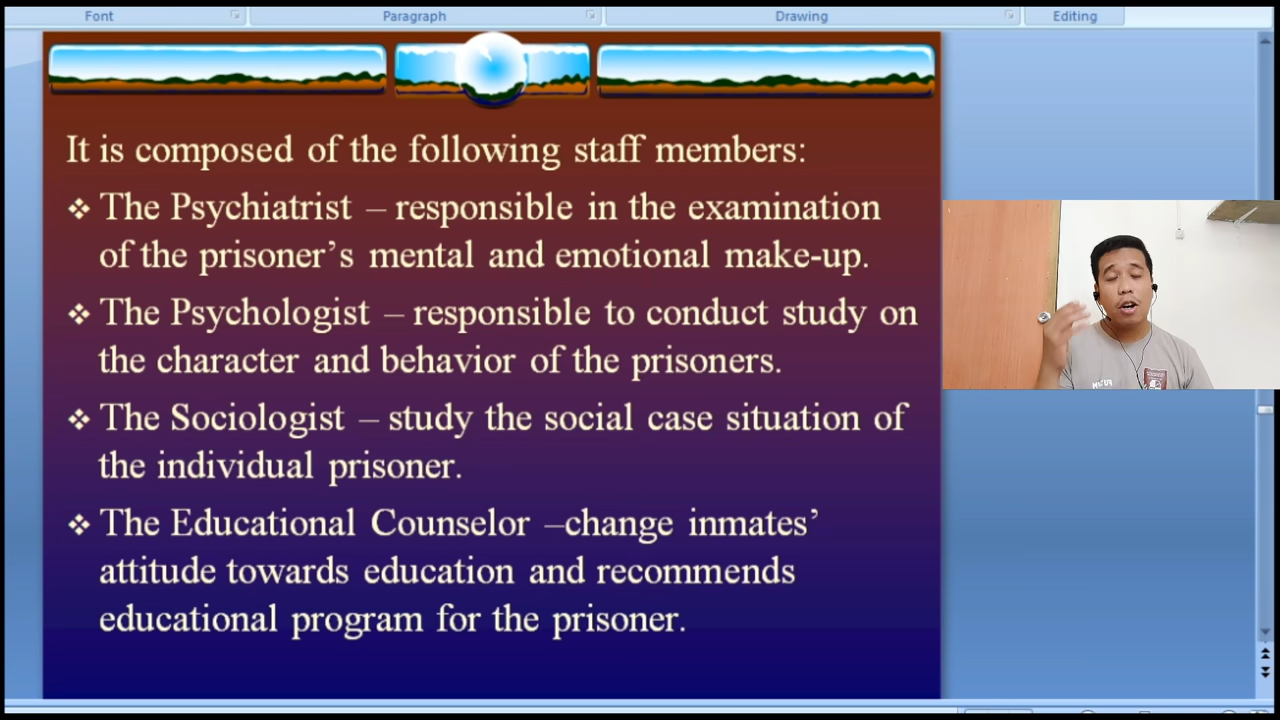 Font Paragraph Drawing Editing
It is composed of the following staff members:
❖ The Psychiatrist – responsible in the examination
of the prisoner’s mental and emotional make-up.
❖ The Psychologist – responsible to conduct study on
the character and behavior of the prisoners.
❖ The Sociologist – study the social case situation of
the individual prisoner.
❖ The Educational Counselor –change inmates’
attitude towards education and recommends
educational program for the prisoner.